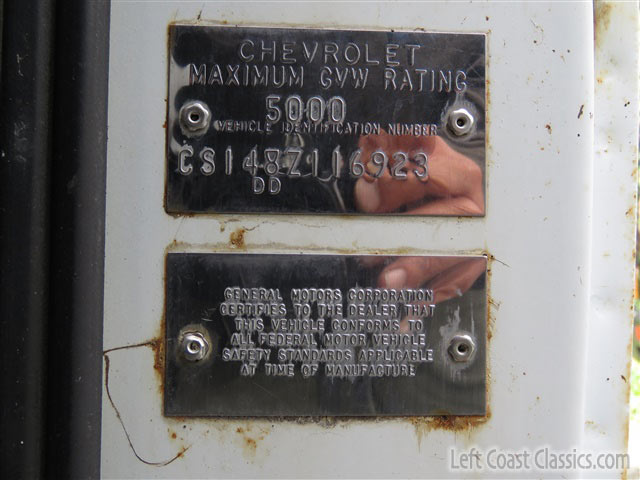 CHEVROLET
MAXIMUM GVW RATING
5000
VEHICLE IDENTIFICATION NUMBER
CS148Z116923
DD
GENERAL MOTORS CORPORATION
CERTIFIES TO THE DEALER THAT
THIS VEHICLE CONFORMS TO
ALL FEDERAL MOTOR VEHICLE
SAFETY STANDARDS APPLICABLE
AT TIME OF MANUFACTURE
Left Coast Classics.com